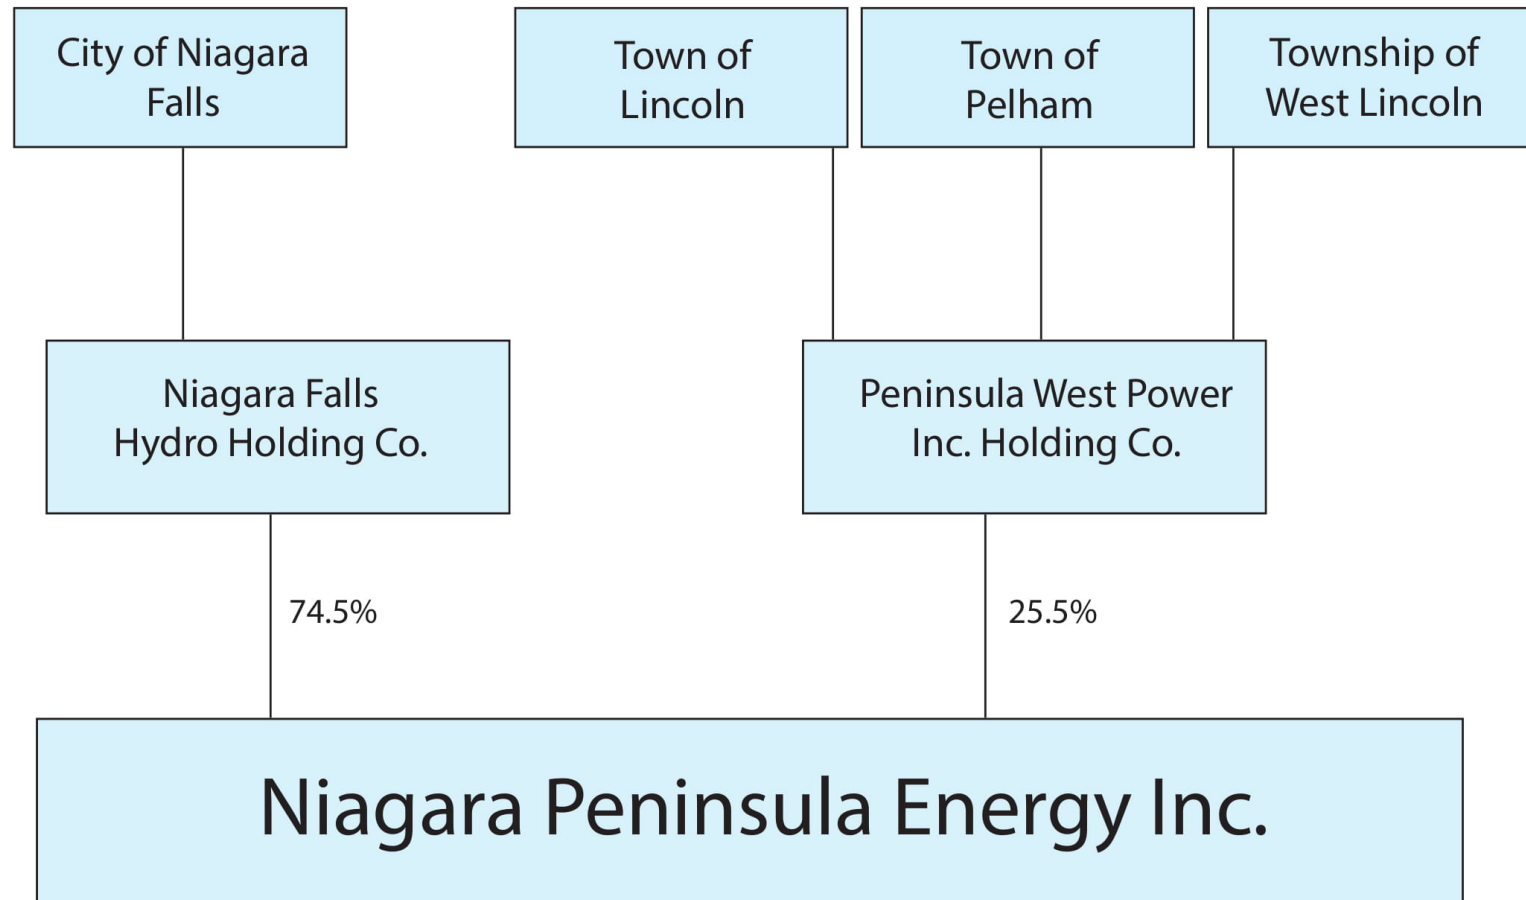 City of Niagara
Falls
Town of
Lincoln
Town of
Pelham
Township of
West Lincoln
Niagara Falls
Hydro Holding Co.
Peninsula West Power
Inc. Holding Co.
74.5%
25.5%
Niagara Peninsula Energy Inc.